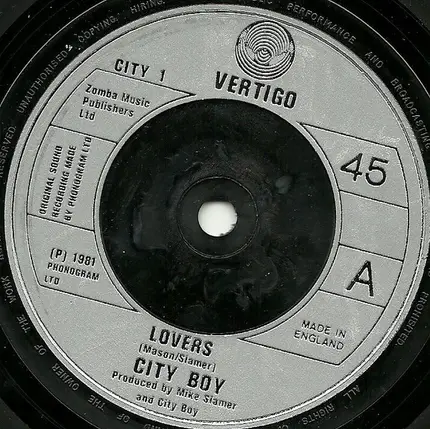 UNAUTHORISED COPYING, HIRING,
PERFORMANCE AND BROADCASTING
PROHIBITED.
ALL RIGHTS
OF THE OWNER OF THE WORK
RESERVED.
CITY 1
VERTIGO
Zomba Music
Publishers
Ltd
ORIGINAL SOUND
RECORDING MADE
BY PHONOGRAM LTD
45
(P) 1981
PHONOGRAM
LTD
A
MADE IN
ENGLAND
LOVERS
(Mason/Slamer)
CITY BOY
Produced by Mike Slamer
and City Boy